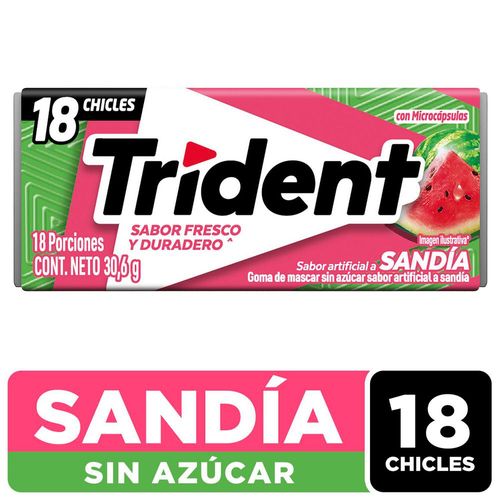 18 CHICLES
con Microcápsulas
Trident
SABOR FRESCO
Y DURADERO ^
18 Porciones
CONT. NETO 30,6 g
Imagen ilustrativa^
Sabor artificial a SANDÍA
Goma de mascar sin azúcar sabor artificial a sandía
SANDÍA
SIN AZÚCAR
18
CHICLES